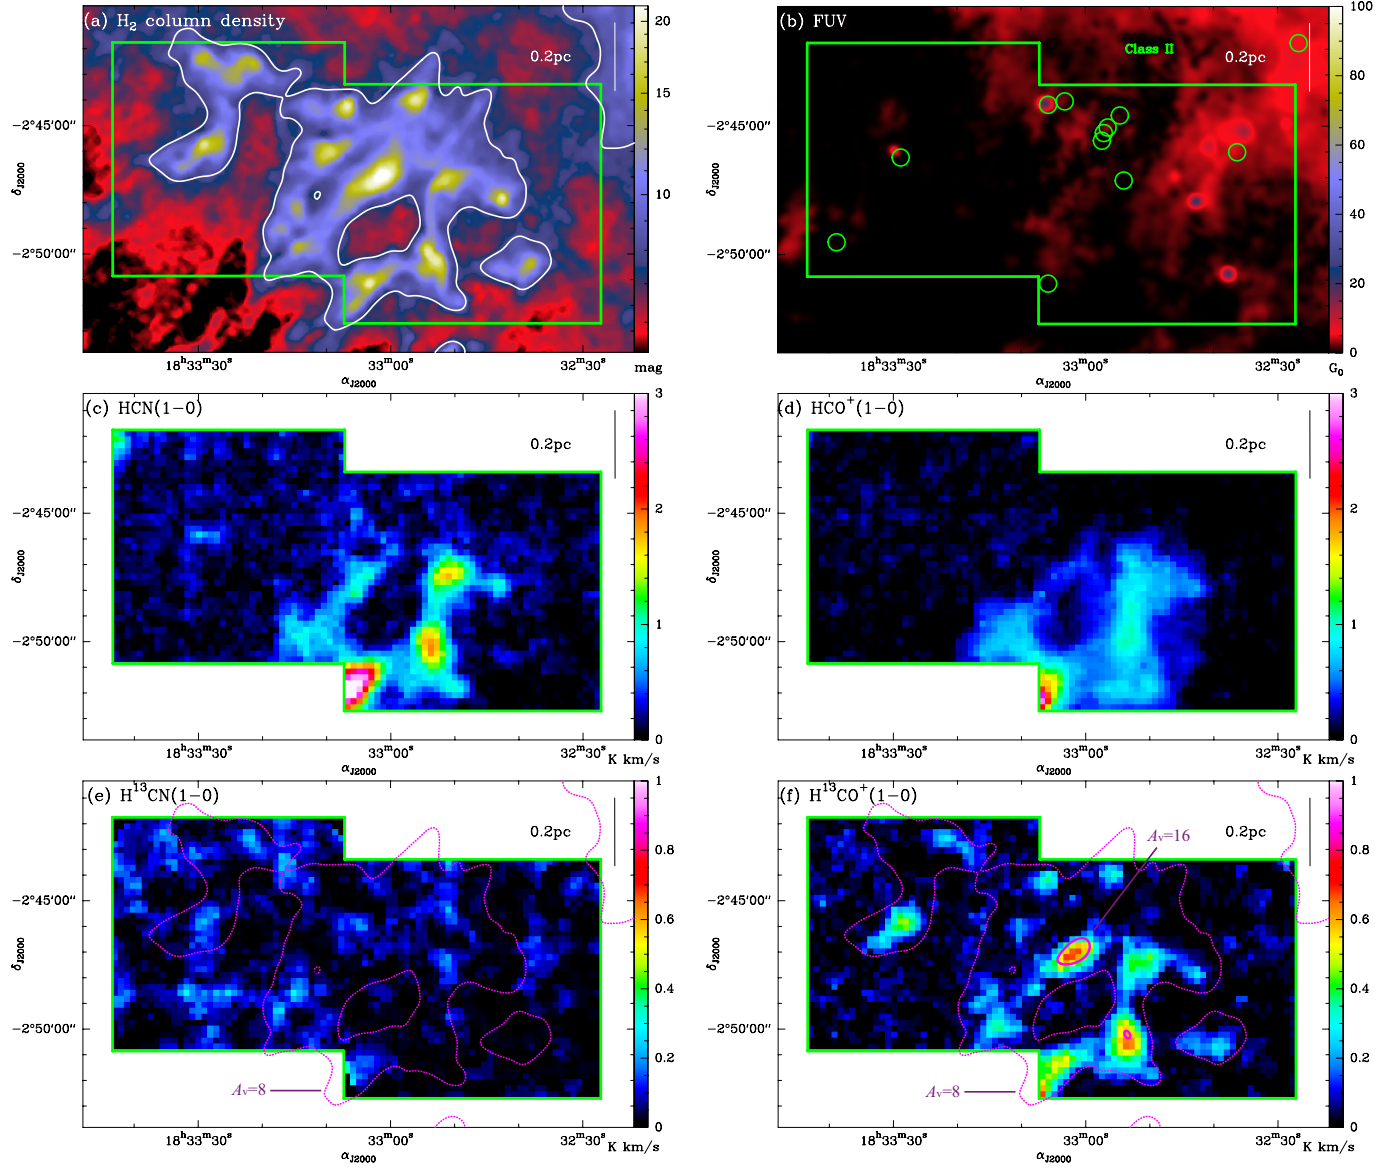 (a) H₂ column density
0.2pc
20
15
10
mag
−2°45′00″
−2°50′00″
δJ2000
18ʰ33ᵐ30ˢ
33ᵐ00ˢ
32ᵐ30ˢ
αJ2000
(b) FUV
Class II
0.2pc
100
80
60
40
20
0
G₀
−2°45′00″
−2°50′00″
δJ2000
18ʰ33ᵐ30ˢ
33ᵐ00ˢ
32ᵐ30ˢ
αJ2000
(c) HCN(1−0)
0.2pc
3
2
1
0
K km/s
−2°45′00″
−2°50′00″
δJ2000
18ʰ33ᵐ30ˢ
33ᵐ00ˢ
32ᵐ30ˢ
αJ2000
(d) HCO⁺(1−0)
0.2pc
3
2
1
0
K km/s
−2°45′00″
−2°50′00″
δJ2000
18ʰ33ᵐ30ˢ
33ᵐ00ˢ
32ᵐ30ˢ
αJ2000
(e) H¹³CN(1−0)
0.2pc
Aᵥ=8
1
0.8
0.6
0.4
0.2
0
K km/s
−2°45′00″
−2°50′00″
δJ2000
18ʰ33ᵐ30ˢ
33ᵐ00ˢ
32ᵐ30ˢ
αJ2000
(f) H¹³CO⁺(1−0)
0.2pc
Aᵥ=16
Aᵥ=8
1
0.8
0.6
0.4
0.2
0
K km/s
−2°45′00″
−2°50′00″
δJ2000
18ʰ33ᵐ30ˢ
33ᵐ00ˢ
32ᵐ30ˢ
αJ2000